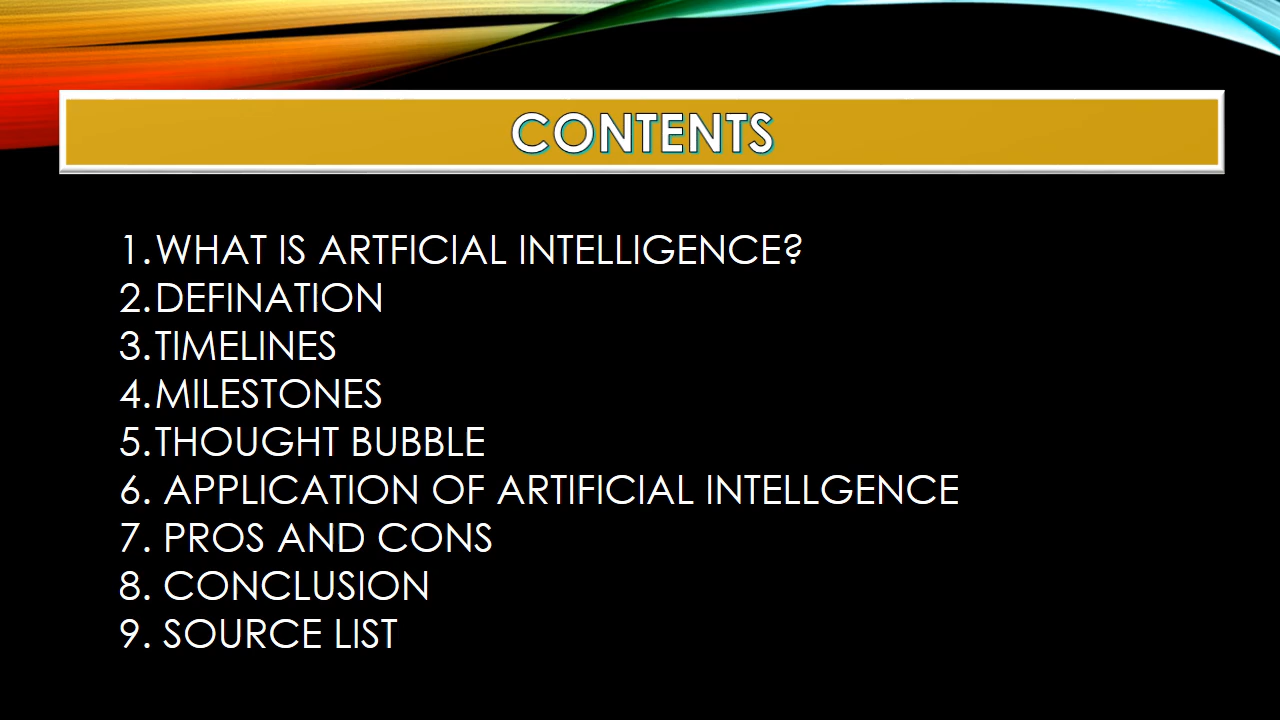 CONTENTS
1. WHAT IS ARTFICIAL INTELLIGENCE?
2. DEFINATION
3. TIMELINES
4. MILESTONES
5. THOUGHT BUBBLE
6. APPLICATION OF ARTIFICIAL INTELLGENCE
7. PROS AND CONS
8. CONCLUSION
9. SOURCE LIST